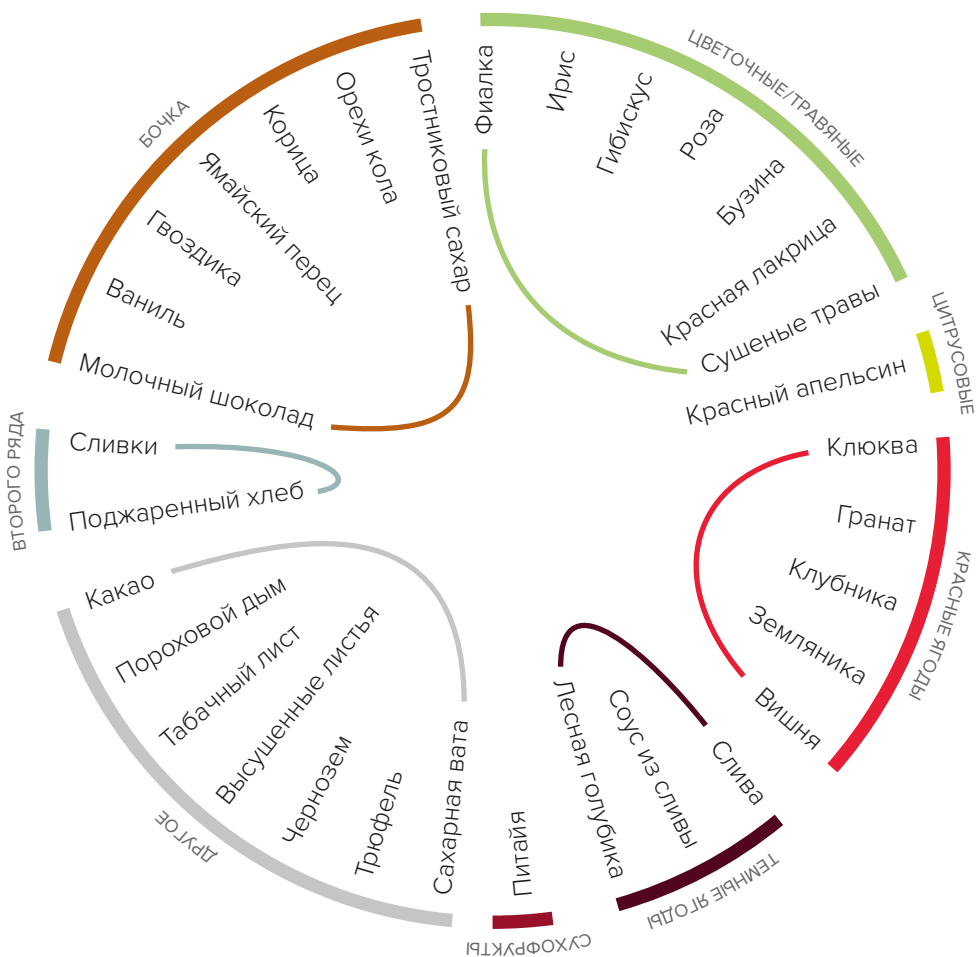 ЦВЕТОЧНЫЕ/ТРАВЯНЫЕ
Фиалка
Ирис
Гибискус
Роза
Бузина
Красная лакрица
Сушеные травы
ЦИТРУСОВЫЕ
Красный апельсин
КРАСНЫЕ ЯГОДЫ
Клюква
Гранат
Клубника
Земляника
Вишня
ТЕМНЫЕ ЯГОДЫ
Слива
Соус из сливы
Лесная голубика
СУХОФРУКТЫ
Питайя
ДРУГОЕ
Сахарная вата
Трюфель
Чернозем
Высушенные листья
Табачный лист
Пороховой дым
Какао
ВТОРОГО РЯДА
Поджаренный хлеб
Сливки
БОЧКА
Молочный шоколад
Ваниль
Гвоздика
Ямайский перец
Корица
Орехи кола
Тростниковый сахар